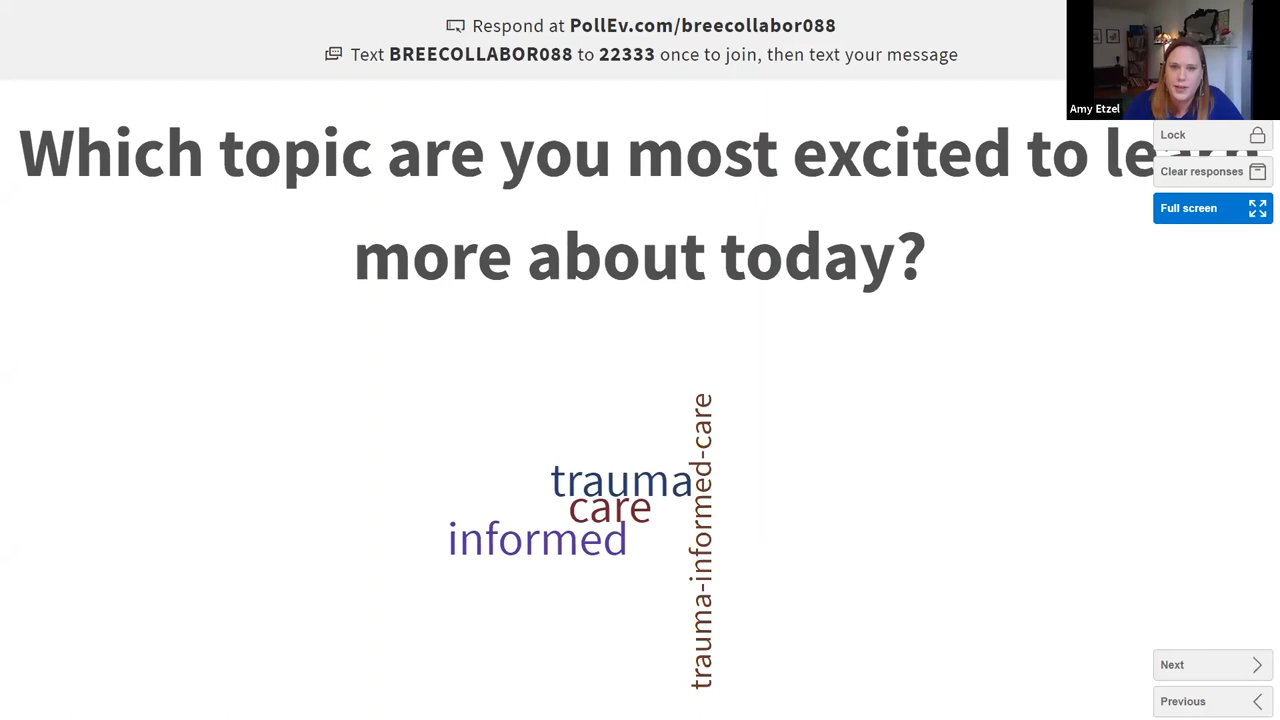 Respond at PollEv.com/breecollabor088
Text BREECOLLABOR088 to 22333 once to join, then text your message
Amy Etzel
Which topic are you most excited to learn
more about today?
Lock
Clear responses
Full screen
trauma
care
informed
trauma-informed-care
Next
Previous